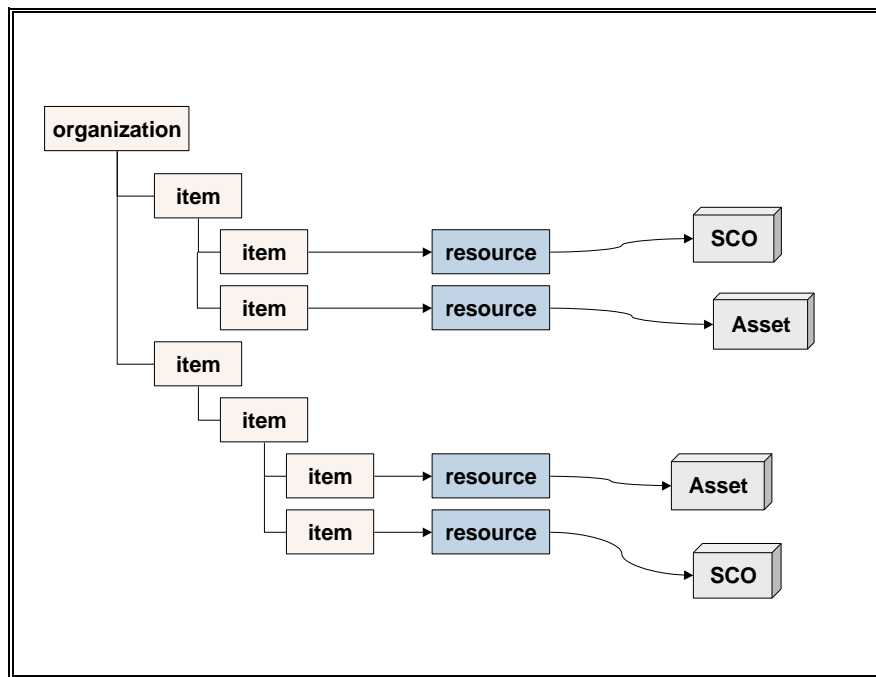 organization
item
item
resource
SCO
item
resource
Asset
item
item
item
resource
Asset
item
resource
SCO